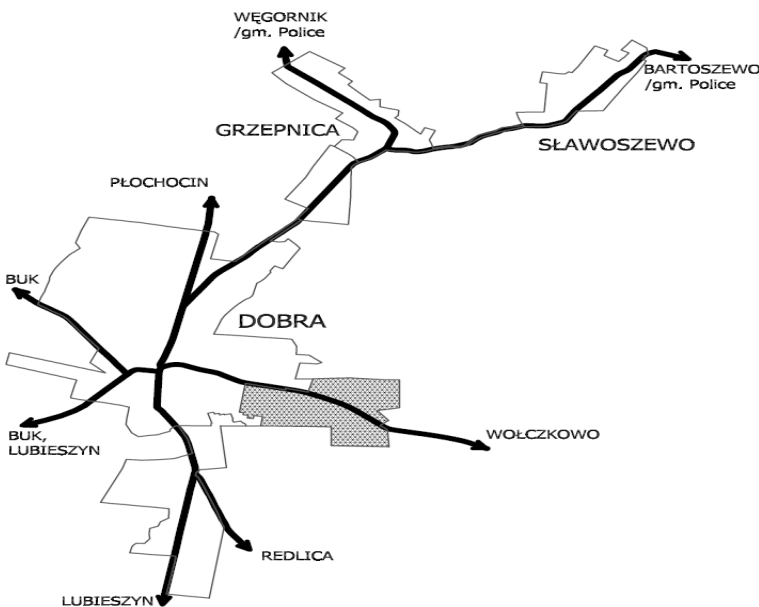 WĘGORNIK
/gm. Police
BARTOSZEWO
/gm. Police
GRZEPNICA
SŁAWOSZEWO
PŁOCHOCIN
BUK
DOBRA
BUK,
LUBIESZYN
WOŁCZKOWO
REDLICA
LUBIESZYN